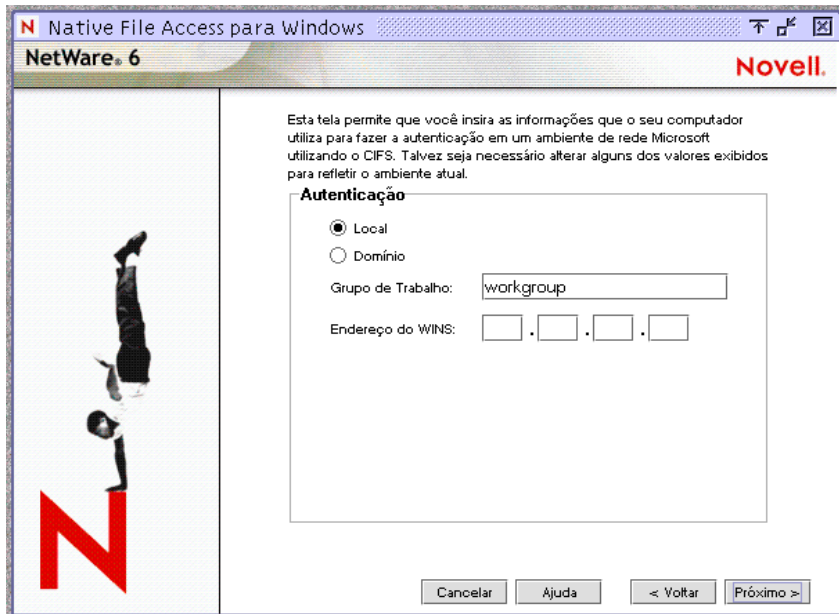 N Native File Access para Windows
NetWare® 6
Novell®
Esta tela permite que você insira as informações que o seu computador
utiliza para fazer a autenticação em um ambiente de rede Microsoft
utilizando o CIFS. Talvez seja necessário alterar alguns dos valores exibidos
para refletir o ambiente atual.
Autenticação
Local
Domínio
Grupo de Trabalho: workgroup
Endereço do WINS: . . .
N
Cancelar Ajuda < Voltar Próximo >